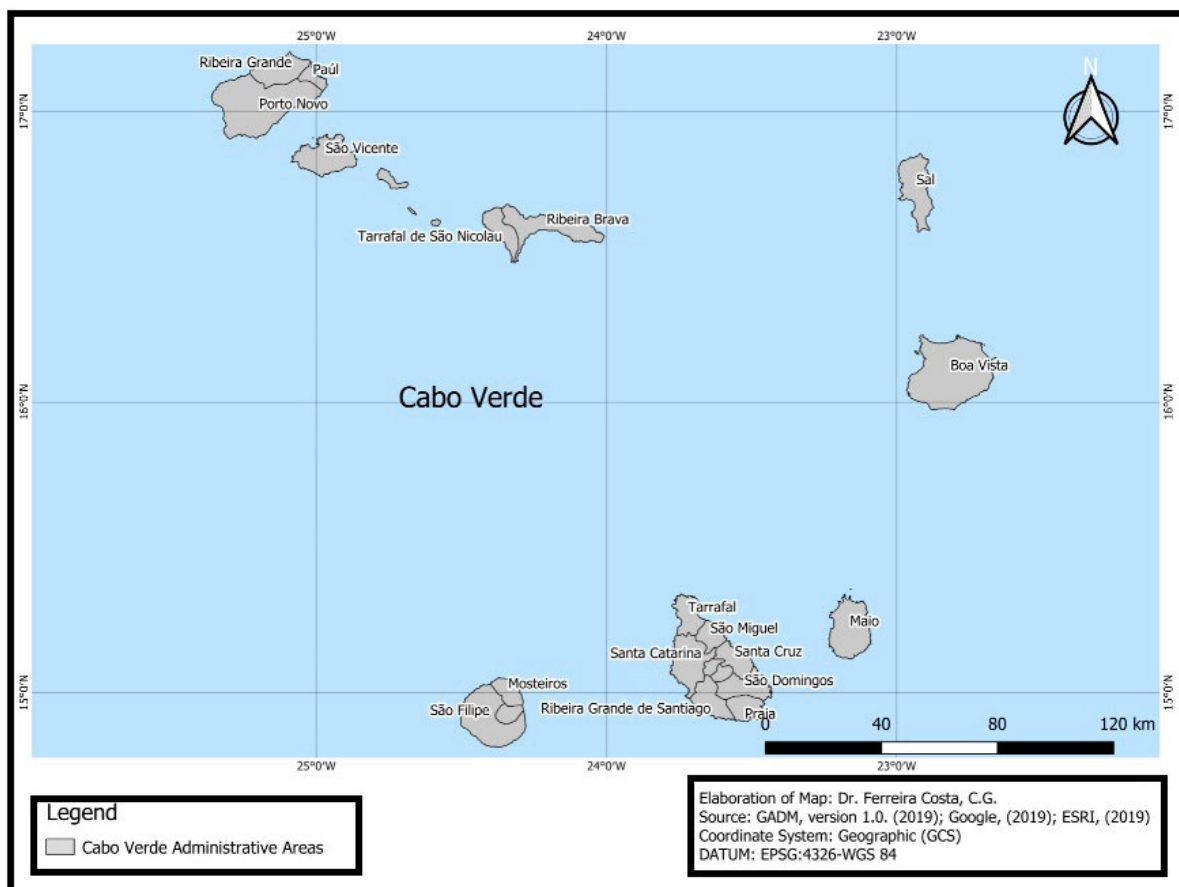 25°0'W 24°0'W 23°0'W
N
Ribeira Grande
Paúl
Porto Novo
17°0'N 17°0'N
São Vicente
Sal
Ribeira Brava
Tarrafal de São Nicolau
Boa Vista
Cabo Verde
16°0'N 16°0'N
Tarrafal
Maio
São Miguel
Santa Catarina
Santa Cruz
São Domingos
Mosteiros
15°0'N 15°0'N
São Filipe
Ribeira Grande de Santiago
Praja
0 40 80 120 km
25°0'W 24°0'W 23°0'W
Legend
Cabo Verde Administrative Areas
Elaboration of Map: Dr. Ferreira Costa, C.G.
Source: GADM, version 1.0. (2019); Google, (2019); ESRI, (2019)
Coordinate System: Geographic (GCS)
DATUM: EPSG:4326-WGS 84